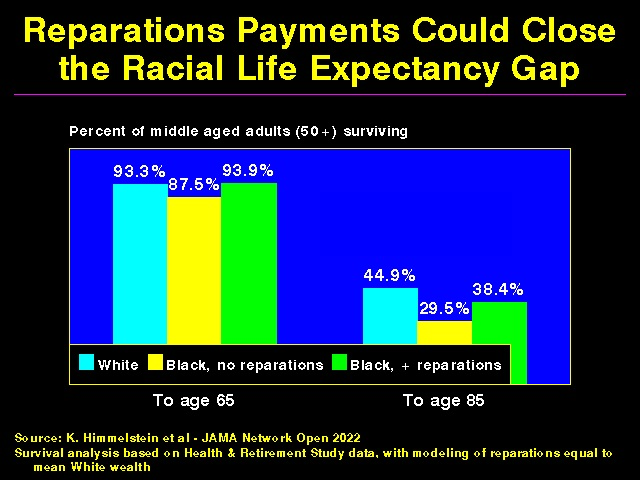 Reparations Payments Could Close
the Racial Life Expectancy Gap
Percent of middle aged adults (50+) surviving
93.3%
87.5%
93.9%
44.9%
29.5%
38.4%
White
Black, no reparations
Black, + reparations
To age 65
To age 85
Source: K. Himmelstein et al - JAMA Network Open 2022
Survival analysis based on Health & Retirement Study data, with modeling of reparations equal to
mean White wealth